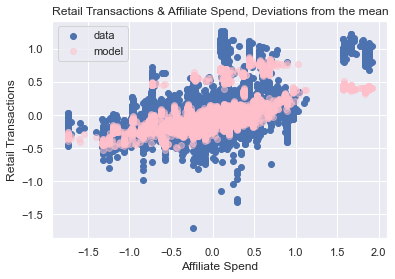 Retail Transactions & Affiliate Spend, Deviations from the mean
data
model
Retail Transactions
1.0
0.5
0.0
−0.5
−1.0
−1.5
−1.5
−1.0
−0.5
0.0
0.5
1.0
1.5
2.0
Affiliate Spend